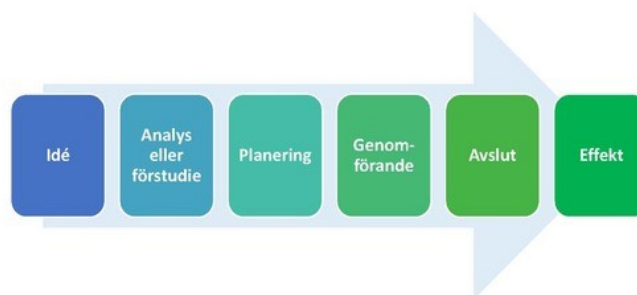 Idé
Analys
eller
förstudie
Planering
Genom-
förande
Avslut
Effekt